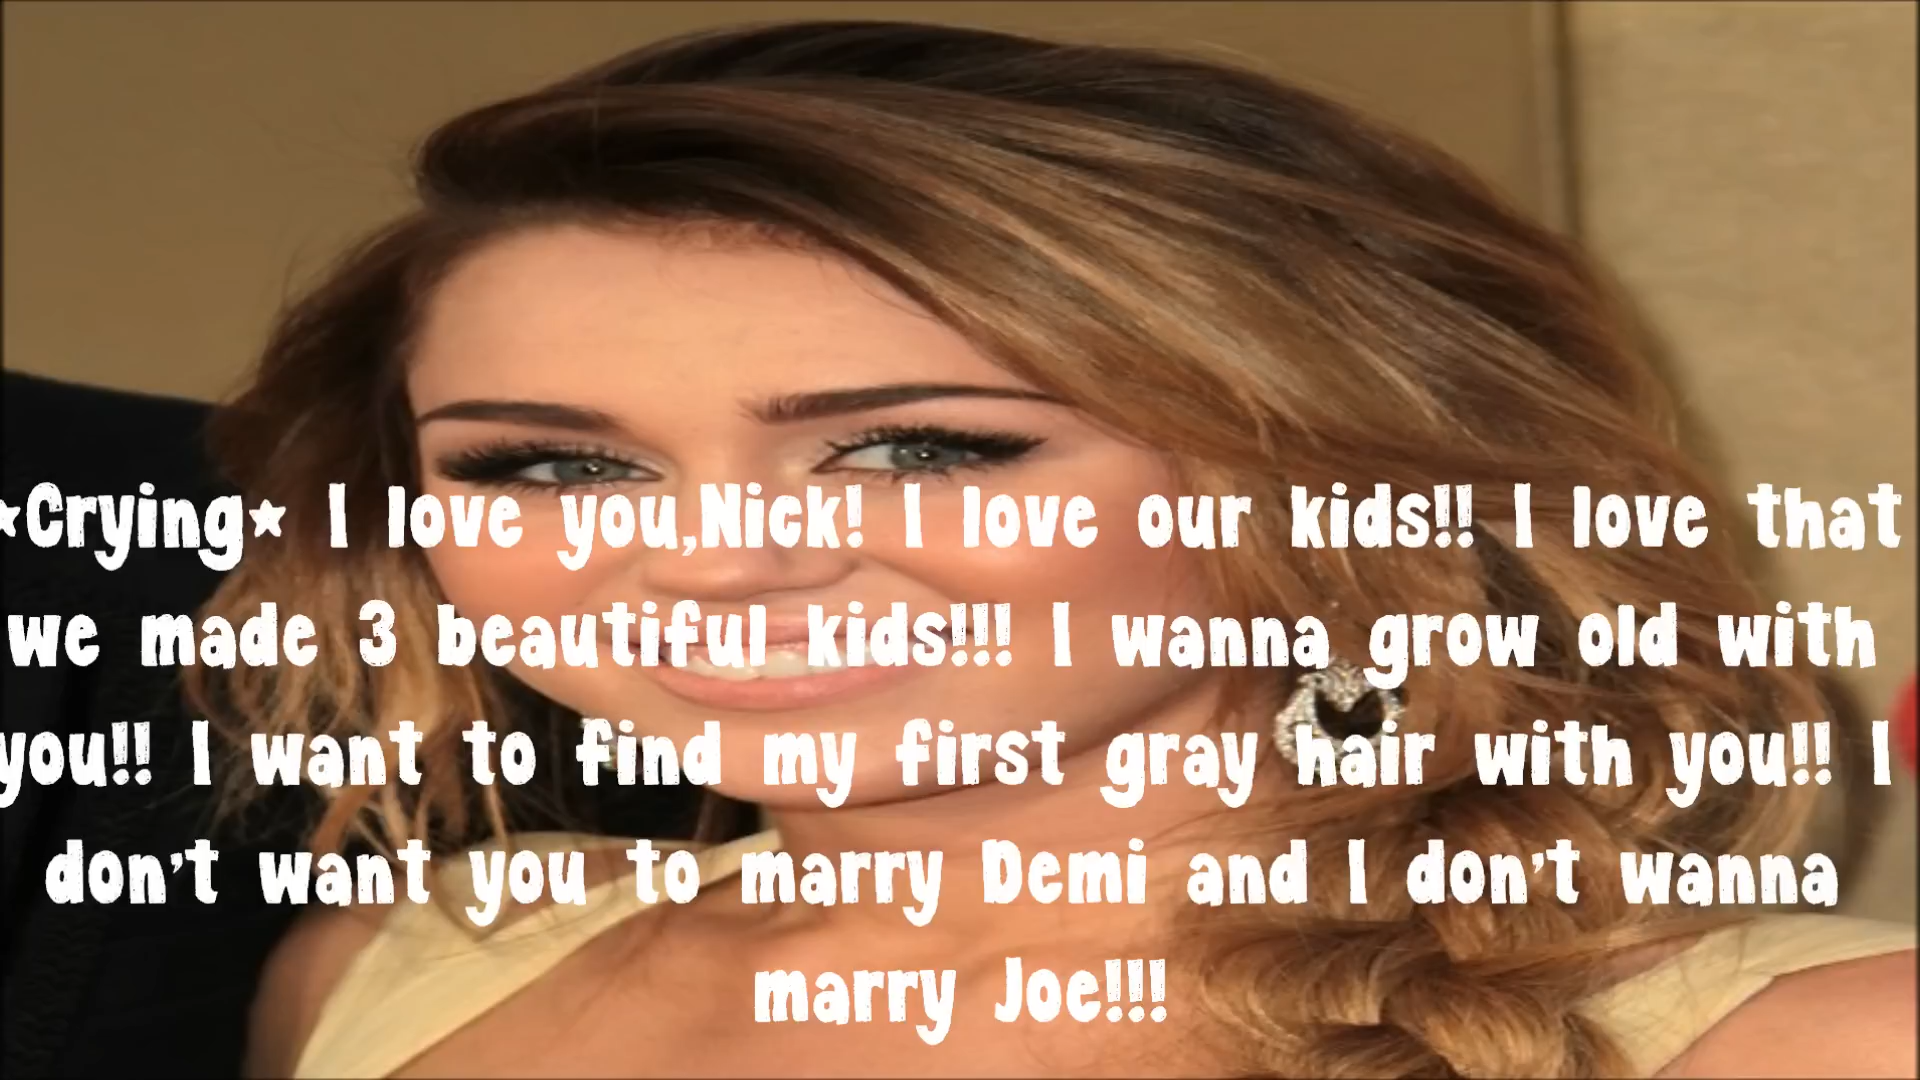 *Crying* I love you,Nick! I love our kids!! I love that
we made 3 beautiful kids!!! I wanna grow old with
you!! I want to find my first gray hair with you!! I
don't want you to marry Demi and I don't wanna
marry Joe!!!